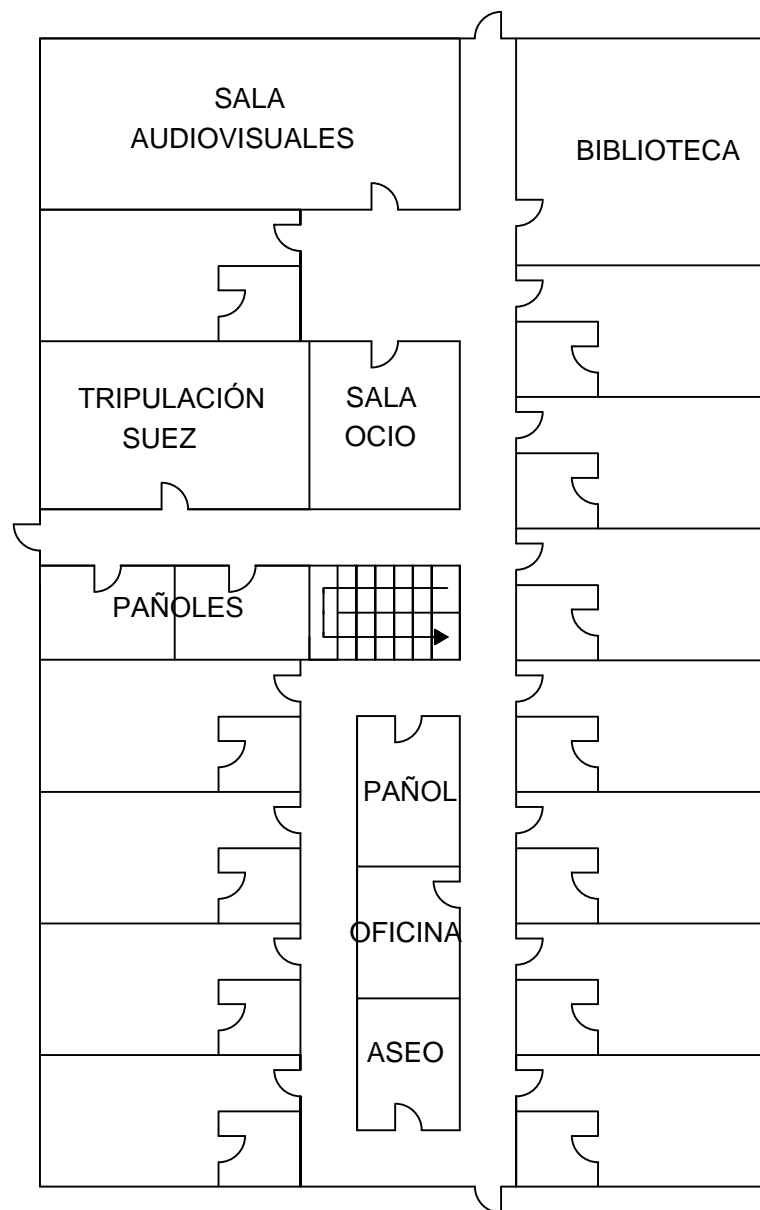 SALA
AUDIOVISUALES
BIBLIOTECA
TRIPULACIÓN
SUEZ
SALA
OCIO
PAÑOLES
PAÑOL
OFICINA
ASEO